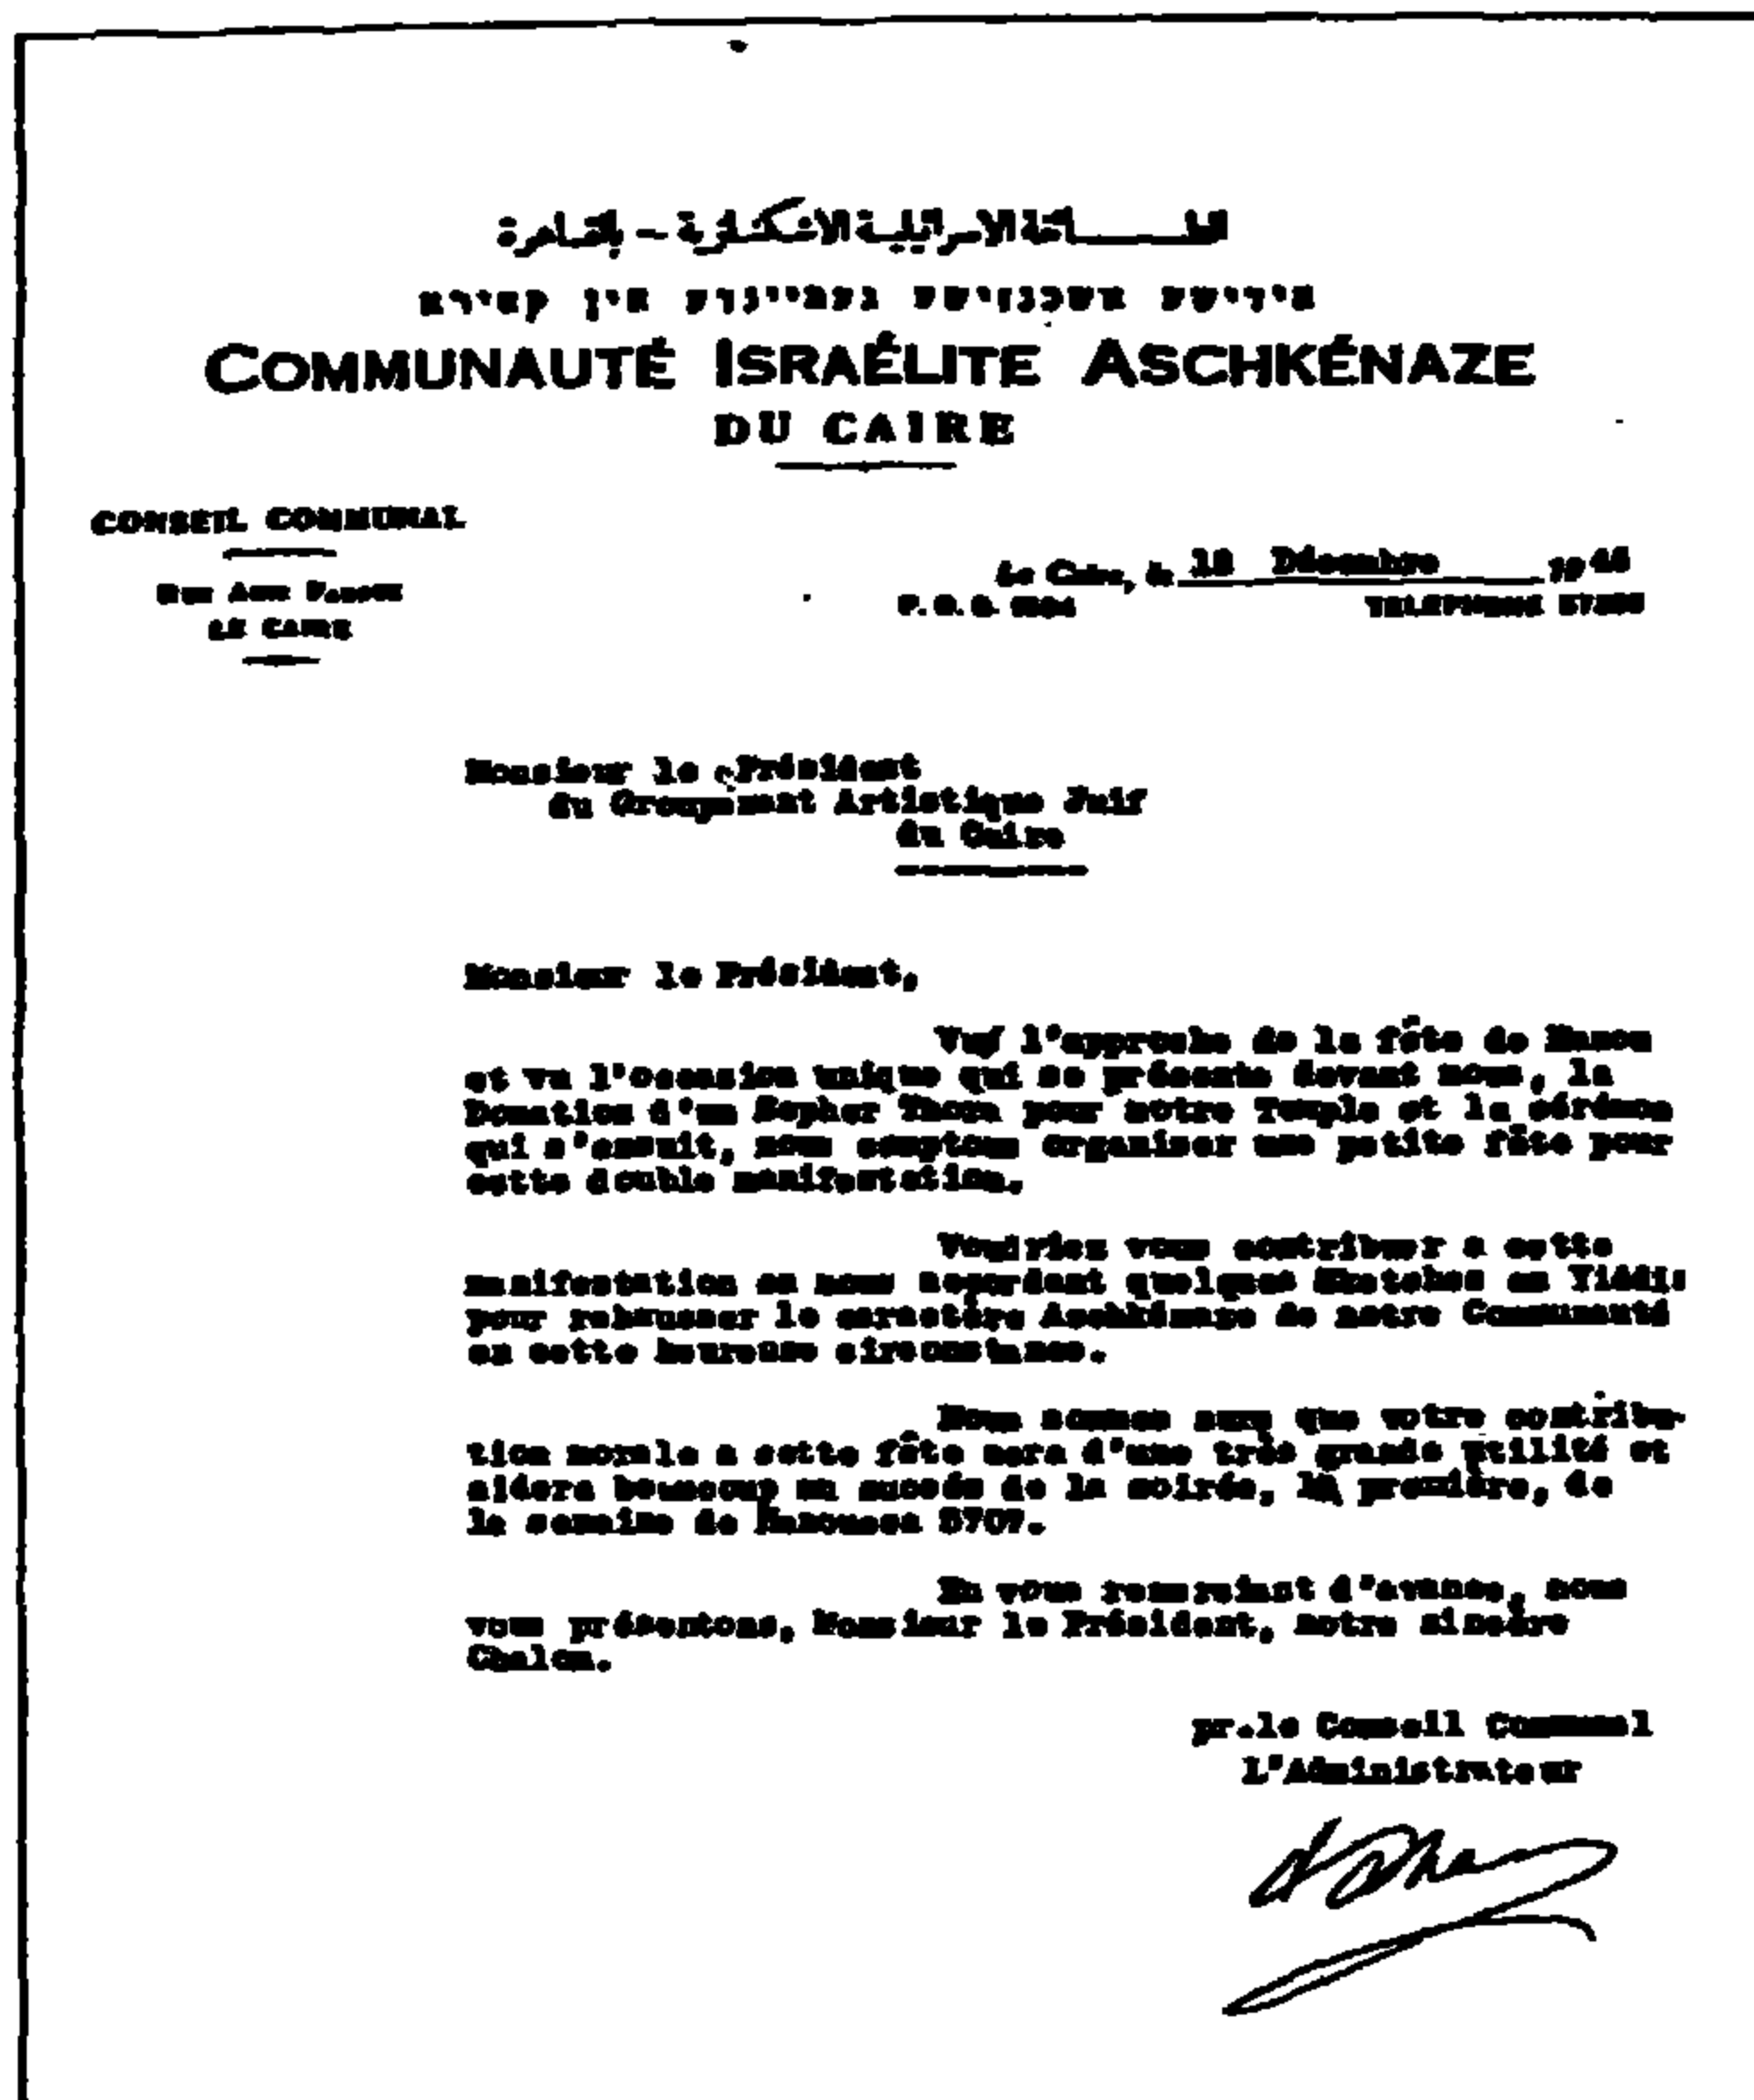 الطــــائفة الاسرائيلية الاشكنازية – بالقاهرة
אידישע אשכנזישע געמיינדע אין קאירא
COMMUNAUTÉ ISRAÉLITE ASCHKÉNAZE
DU CAIRE
CONSEIL COMMUNAL
LE CAIRE
Le Caire, le Décembre 1946
P. O. B.
TELEPHONE
Monsieur le Président
du Groupement Artistique Juif
du Caire
Monsieur le Président,
Vu l'approche de la fête de
et vu l'occasion unique qui se présente devant nous, la
Donation d'un Sepher Thora pour notre Temple et la
qui s'ensuit, nous comptons organiser une petite fête pour
cette double manifestation.
Voudriez vous contribuer a cette
manifestation en nous accordant quelques Sketches en
pour rehausser le caractère Aschkénaze de notre Communauté
en cette heureuse circonstance.
Nous sommes surs que votre contribu-
tion morale a cette fête sera d'une très grande utilité et
aidera beaucoup au succés de la soirée, LA première, de
la semaine de 5707.
En vous remerciant d'avance, nous
vous présentons, Monsieur le Président, notre sincère
Chalom.
pr.le Conseil Communal
L'Administrateur